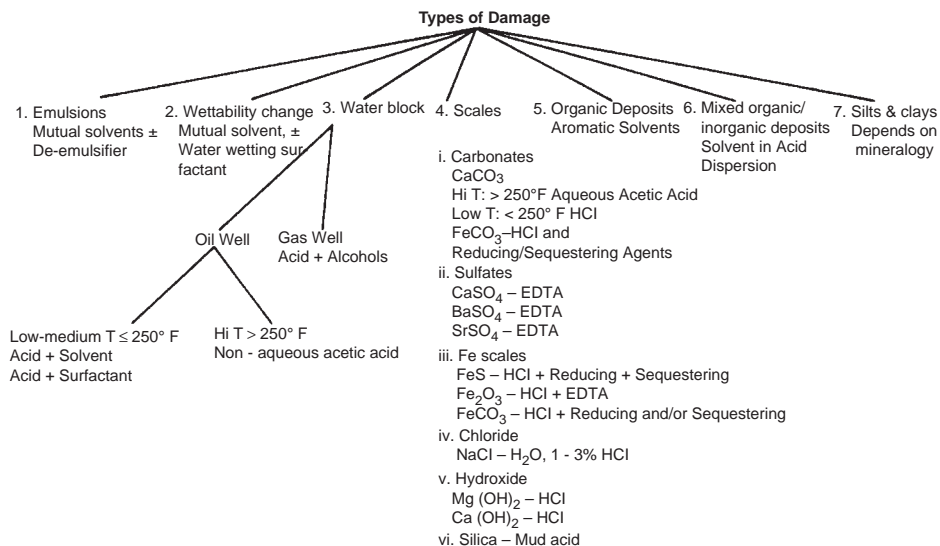 Types of Damage
1. Emulsions
Mutual solvents ±
De-emulsifier
2. Wettability change
Mutual solvent, ±
Water wetting sur-
factant
3. Water block
Oil Well
Low-medium T ≤ 250° F
Acid + Solvent
Acid + Surfactant
Hi T > 250° F
Non - aqueous acetic acid
Gas Well
Acid + Alcohols
4. Scales
i. Carbonates
CaCO₃
Hi T: > 250°F Aqueous Acetic Acid
Low T: < 250° F HCl
FeCO₃–HCl and
Reducing/Sequestering Agents
ii. Sulfates
CaSO₄ – EDTA
BaSO₄ – EDTA
SrSO₄ – EDTA
iii. Fe scales
FeS – HCl + Reducing + Sequestering
Fe₂O₃ – HCl + EDTA
FeCO₃ – HCl + Reducing and/or Sequestering
iv. Chloride
NaCl – H₂O, 1 - 3% HCl
v. Hydroxide
Mg (OH)₂ – HCl
Ca (OH)₂ – HCl
vi. Silica – Mud acid
5. Organic Deposits
Aromatic Solvents
6. Mixed organic/
inorganic deposits
Solvent in Acid
Dispersion
7. Silts & clays
Depends on
mineralogy